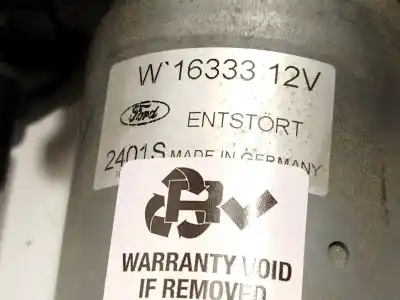 W`16333 12V
Ford
ENTSTÖRT
2401S MADE IN GERMANY
R
WARRANTY VOID
IF REMOVED